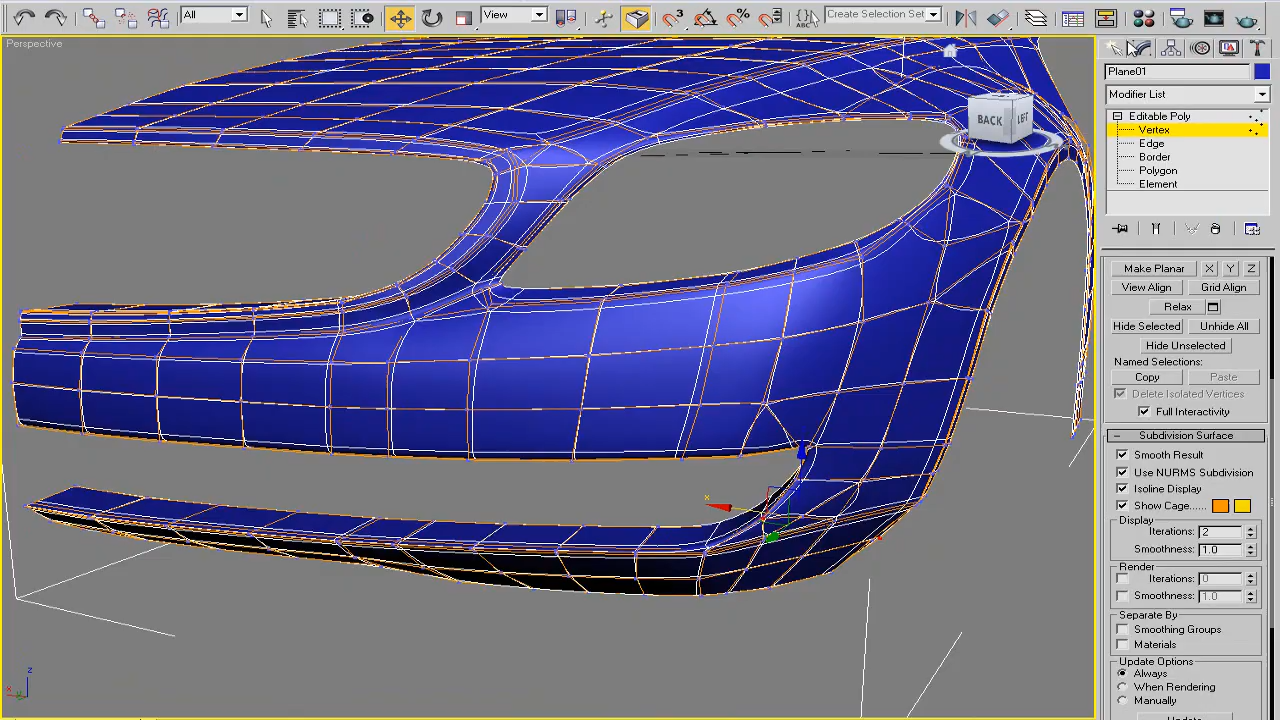 All
View
3
%
ABC
Create Selection Set
Perspective
BACK
LEFT
Plane01
Modifier List
Editable Poly
Vertex
Edge
Border
Polygon
Element
Make Planar X Y Z
View Align Grid Align
Relax
Hide Selected Unhide All
Hide Unselected
Named Selections:
Copy Paste
Delete Isolated Vertices
Full Interactivity
Subdivision Surface
Smooth Result
Use NURMS Subdivision
Isoline Display
Show Cage......
Display
Iterations: 2
Smoothness: 1.0
Render
Iterations: 0
Smoothness: 1.0
Separate By
Smoothing Groups
Materials
Update Options
Always
When Rendering
Manually
Update
x
z
x
y